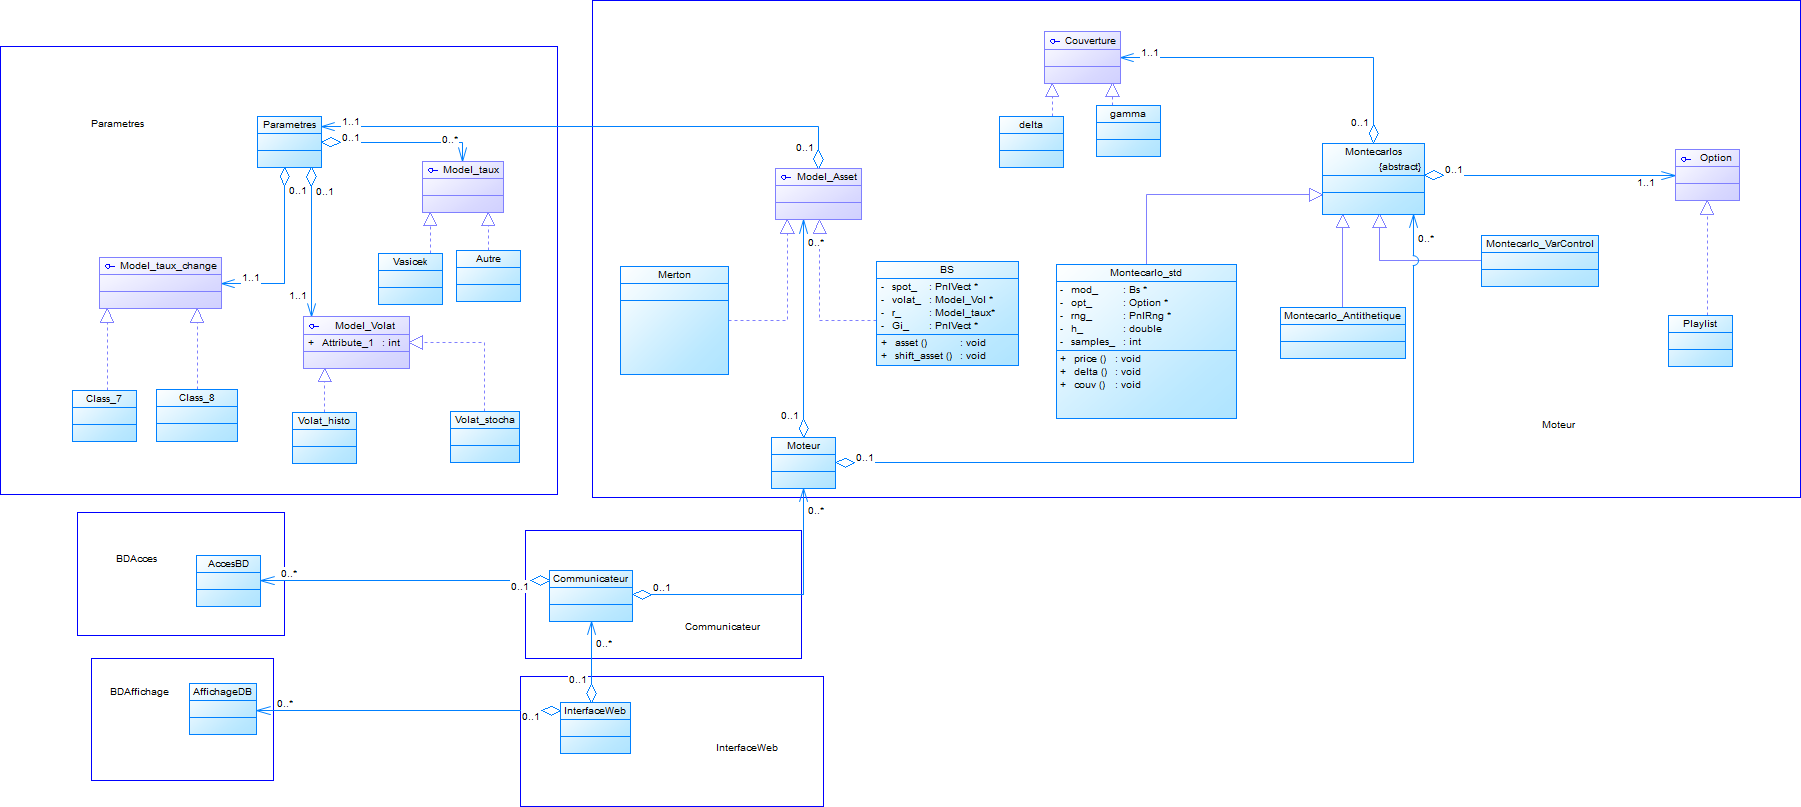 Parametres
Parametres
1..1
0..1
0..*
0..1
0..1
Model_taux
Vasicek
Autre
Model_taux_change
1..1
1..1
Model_Volat
+ Attribute_1 : int
Class_7
Class_8
Volat_histo
Volat_stocha
Couverture
1..1
delta
gamma
0..1
Montecarlos
{abstract}
0..1
1..1
Option
0..1
Model_Asset
0..*
0..*
Montecarlo_VarControl
Merton
BS
- spot_ : PnlVect *
- volat_ : Model_Vol *
- r_ : Model_taux*
- Gi_ : PnlVect *
+ asset () : void
+ shift_asset () : void
Montecarlo_std
- mod_ : Bs *
- opt_ : Option *
- rng_ : PnlRng *
- h_ : double
- samples_ : int
+ price () : void
+ delta () : void
+ couv () : void
Montecarlo_Antithetique
Playlist
0..1
Moteur
0..1
Moteur
0..*
BDAcces
AccesBD
0..*
0..1
Communicateur
0..1
Communicateur
0..*
0..1
BDAffichage
AffichageDB
0..*
0..1
InterfaceWeb
InterfaceWeb